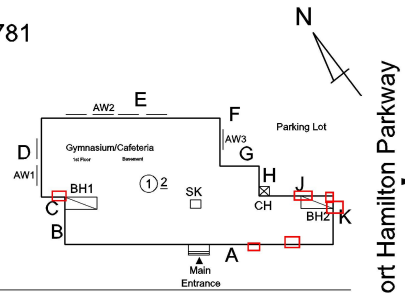 781
N
AW2 E
F
Parking Lot
ort Hamilton Parkway
AW3
D
Gymnasium/Cafeteria
1st Floor Basement
G
AW1
1 2
SK
H
J
BH1
C
CH
BH2
K
B
A
Main
Entrance